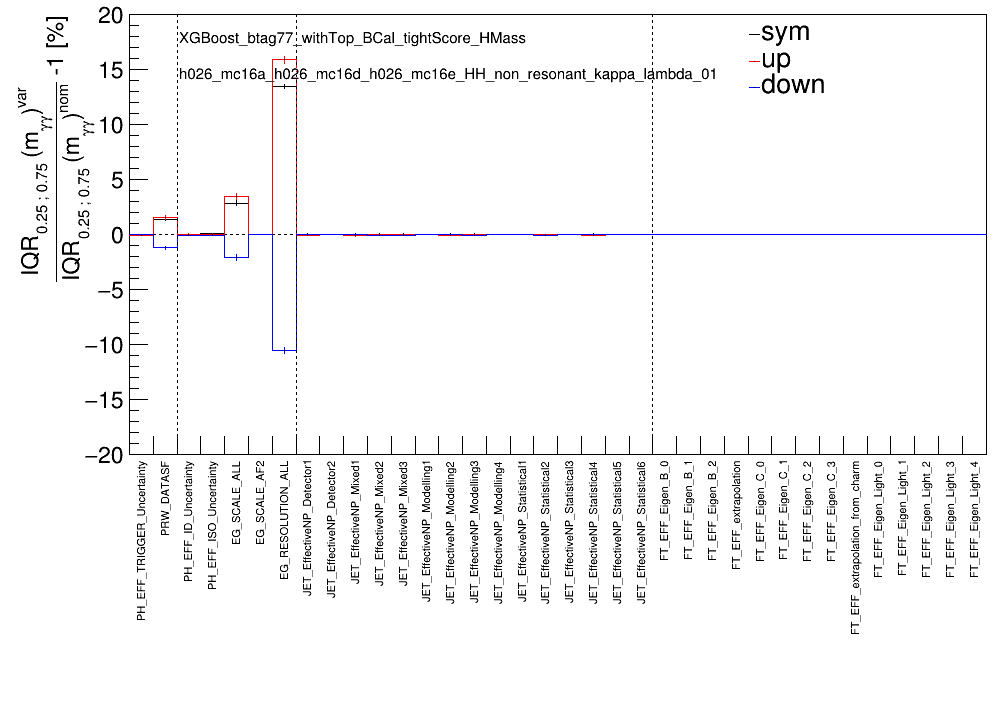 IQR0.25 ; 0.75 (mγγ)var
IQR0.25 ; 0.75 (mγγ)nom -1 [%]
20
15
10
5
0
−5
−10
−15
−20
XGBoost_btag77_withTop_BCal_tightScore_HMass
h026_mc16a_h026_mc16d_h026_mc16e_HH_non_resonant_kappa_lambda_01
sym
up
down
PH_EFF_TRIGGER_Uncertainty
PRW_DATASF
PH_EFF_ID_Uncertainty
PH_EFF_ISO_Uncertainty
EG_SCALE_ALL
EG_SCALE_AF2
EG_RESOLUTION_ALL
JET_EffectiveNP_Detector1
JET_EffectiveNP_Detector2
JET_EffectiveNP_Mixed1
JET_EffectiveNP_Mixed2
JET_EffectiveNP_Mixed3
JET_EffectiveNP_Modelling1
JET_EffectiveNP_Modelling2
JET_EffectiveNP_Modelling3
JET_EffectiveNP_Modelling4
JET_EffectiveNP_Statistical1
JET_EffectiveNP_Statistical2
JET_EffectiveNP_Statistical3
JET_EffectiveNP_Statistical4
JET_EffectiveNP_Statistical5
JET_EffectiveNP_Statistical6
FT_EFF_Eigen_B_0
FT_EFF_Eigen_B_1
FT_EFF_Eigen_B_2
FT_EFF_extrapolation
FT_EFF_Eigen_C_0
FT_EFF_Eigen_C_1
FT_EFF_Eigen_C_2
FT_EFF_Eigen_C_3
FT_EFF_extrapolation_from_charm
FT_EFF_Eigen_Light_0
FT_EFF_Eigen_Light_1
FT_EFF_Eigen_Light_2
FT_EFF_Eigen_Light_3
FT_EFF_Eigen_Light_4